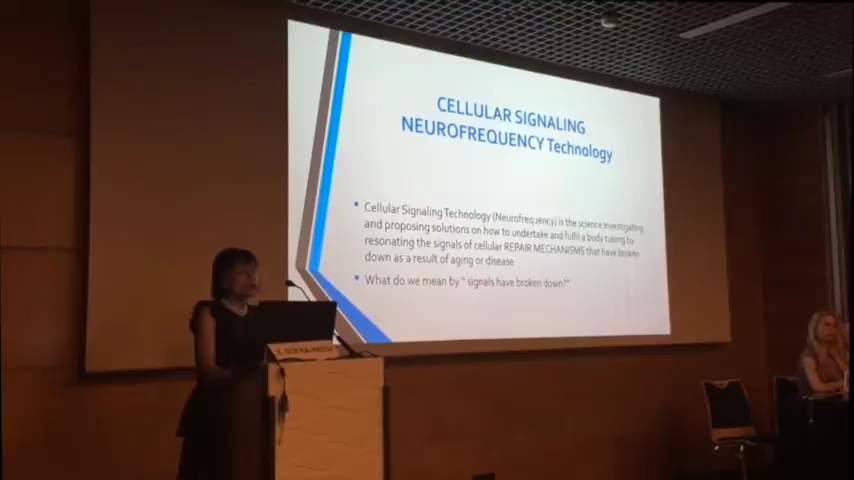 CELLULAR SIGNALING
NEUROFREQUENCY Technology
• Cellular Signaling Technology (Neurofrequency) is the science investigating
and proposing solutions on how to undertake and fulfil a body tuning by
resonating the signals of cellular REPAIR MECHANISMS that have broken
down as a result of aging or disease
• What do we mean by " signals have broken down?"